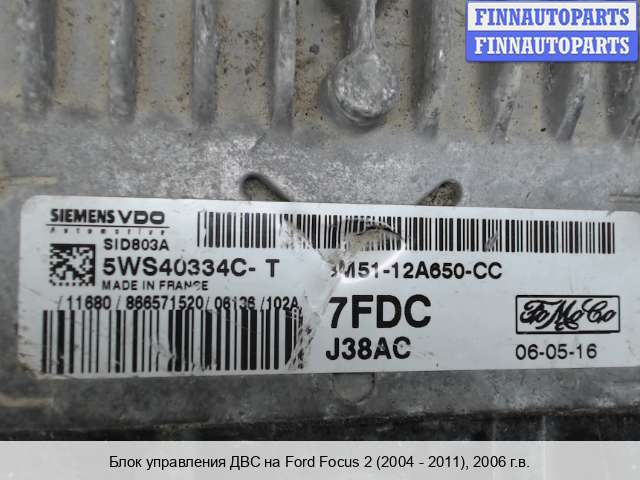 FINNAUTOPARTS
FINNAUTOPARTS
SIEMENS VDO
Automotive
SID803A
5WS40334C- T
M51-12A650-CC
MADE IN FRANCE
/11680 / 866571520 / 06136 /102A
7FDC
J38AC
FoMoCo
06-05-16
Блок управления ДВС на Ford Focus 2 (2004 - 2011), 2006 г.в.